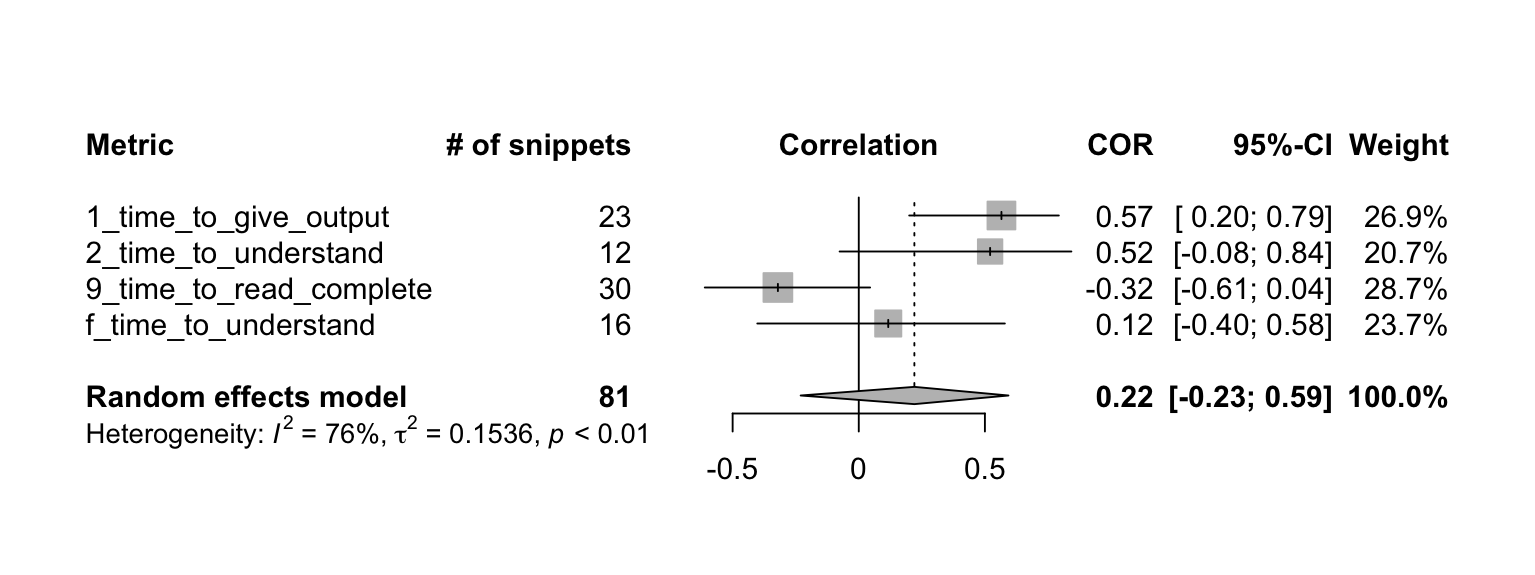 Metric # of snippets Correlation COR 95%-CI Weight
1_time_to_give_output 23 0.57 [ 0.20; 0.79] 26.9%
2_time_to_understand 12 0.52 [-0.08; 0.84] 20.7%
9_time_to_read_complete 30 -0.32 [-0.61; 0.04] 28.7%
f_time_to_understand 16 0.12 [-0.40; 0.58] 23.7%
Random effects model 81 0.22 [-0.23; 0.59] 100.0%
Heterogeneity: I² = 76%, τ² = 0.1536, p < 0.01
-0.5 0 0.5